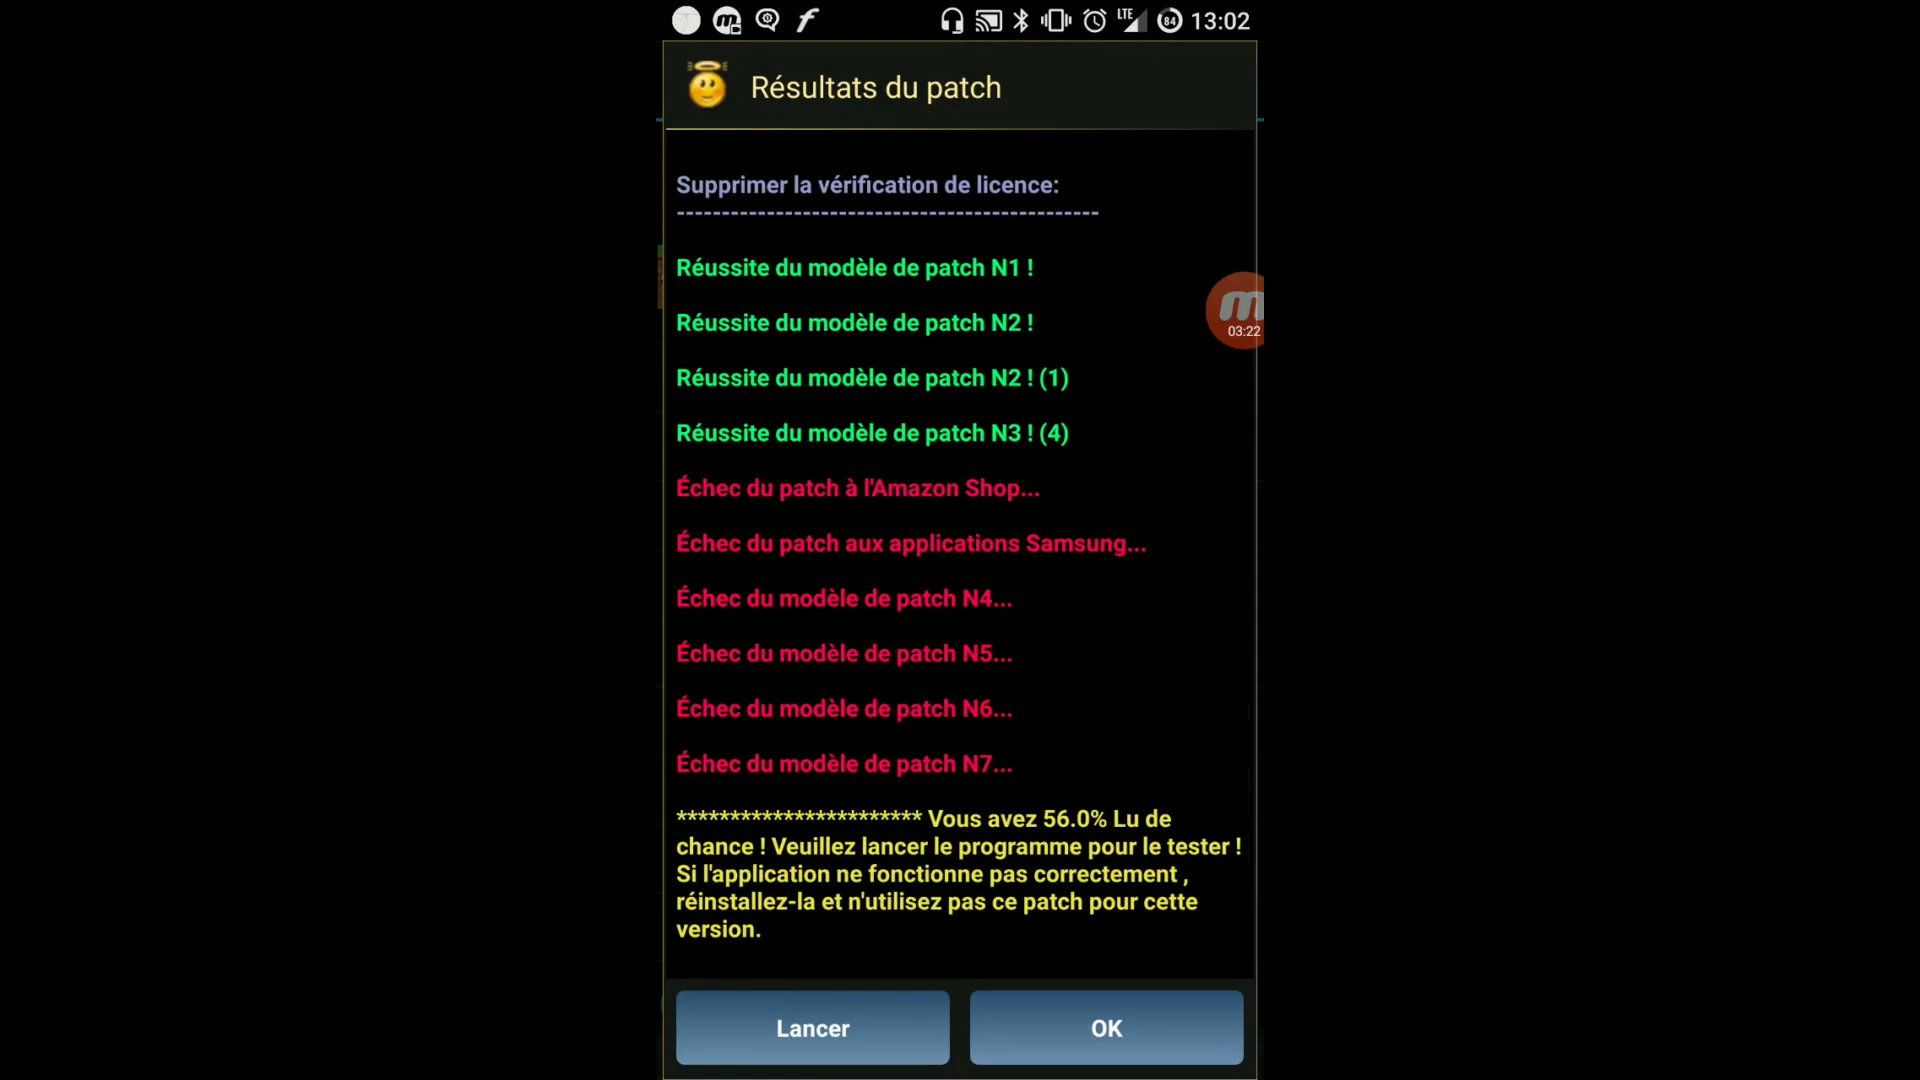 LTE 84 13:02
Résultats du patch
Supprimer la vérification de licence:
-----------------------------------------------
Réussite du modèle de patch N1 !
Réussite du modèle de patch N2 !
03:22
Réussite du modèle de patch N2 ! (1)
Réussite du modèle de patch N3 ! (4)
Échec du patch à l'Amazon Shop...
Échec du patch aux applications Samsung...
Échec du modèle de patch N4...
Échec du modèle de patch N5...
Échec du modèle de patch N6...
Échec du modèle de patch N7...
*********************** Vous avez 56.0% Lu de
chance ! Veuillez lancer le programme pour le tester !
Si l'application ne fonctionne pas correctement ,
réinstallez-la et n'utilisez pas ce patch pour cette
version.
Lancer OK